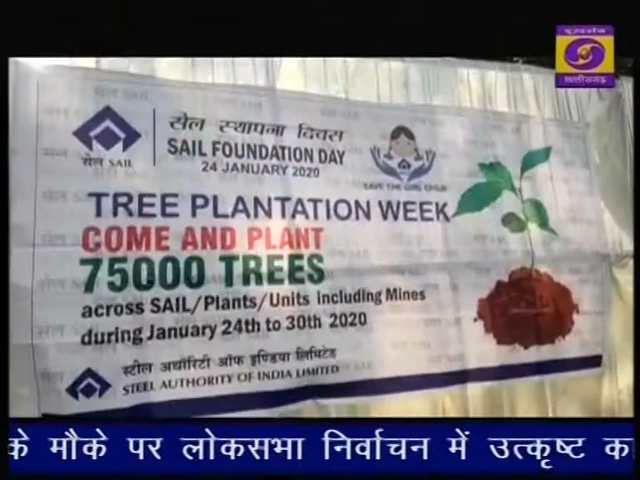 सेल SAIL
सेल स्थापना दिवस
SAIL FOUNDATION DAY
24 JANUARY 2020
SAVE THE GIRL CHILD
TREE PLANTATION WEEK
COME AND PLANT
75000 TREES
across SAIL/Plants/Units including Mines
during January 24th to 30th 2020
स्टील अथॉरिटी ऑफ इण्डिया लिमिटेड
STEEL AUTHORITY OF INDIA LIMITED
छत्तीसगढ़
के मौके पर लोकसभा निर्वाचन में उत्कृष्ट क